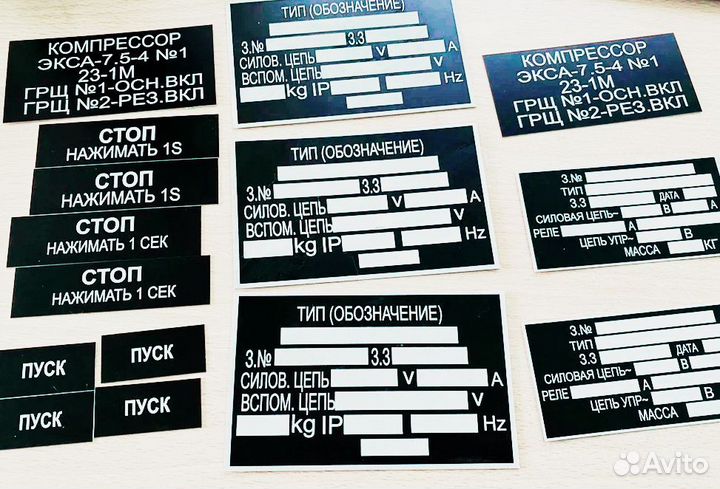 КОМПРЕССОР
ЭКСА-7.5-4 №1
23-1М
ГРЩ №1-ОСН.ВКЛ
ГРЩ №2-РЕЗ.ВКЛ
СТОП
НАЖИМАТЬ 1S
СТОП
НАЖИМАТЬ 1S
СТОП
НАЖИМАТЬ 1 СЕК
СТОП
НАЖИМАТЬ 1 СЕК
ПУСК
ПУСК
ПУСК
ПУСК
ТИП (ОБОЗНАЧЕНИЕ)
З.№ 3.3
СИЛОВ. ЦЕПЬ V A
ВСПОМ. ЦЕПЬ V
kg IP Hz
ТИП (ОБОЗНАЧЕНИЕ)
З.№ 3.3
СИЛОВ. ЦЕПЬ V A
ВСПОМ. ЦЕПЬ V
kg IP Hz
ТИП (ОБОЗНАЧЕНИЕ)
З.№ 3.3
СИЛОВ. ЦЕПЬ V A
ВСПОМ. ЦЕПЬ V
kg IP Hz
КОМПРЕССОР
ЭКСА-7.5-4 №1
23-1М
ГРЩ №1-ОСН.ВКЛ
ГРЩ №2-РЕЗ.ВКЛ
З.№
ТИП
3.3 ДАТА
СИЛОВАЯ ЦЕПЬ~ В А
РЕЛЕ А ЦЕПЬ УПР~ В
МАССА КГ
З.№
ТИП
3.3 ДАТА
СИЛОВАЯ ЦЕПЬ~ В
РЕЛЕ А ЦЕПЬ УПР~ В
МАССА
Avito